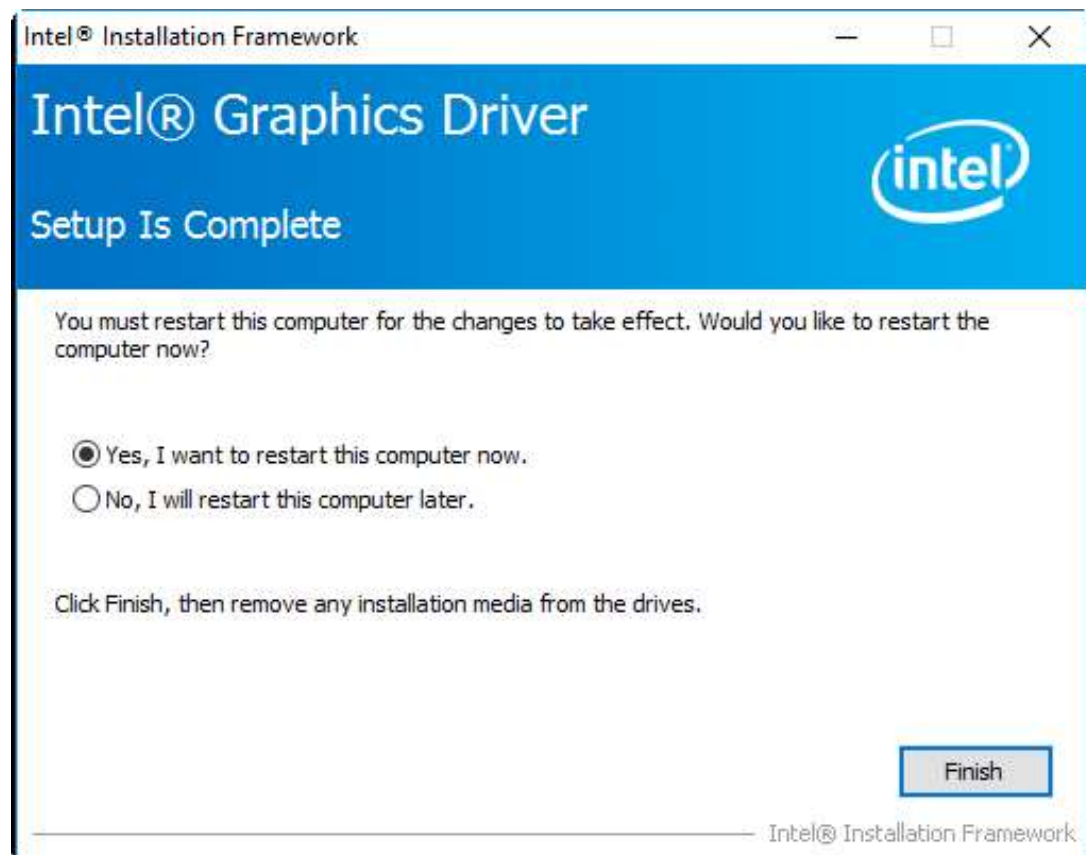 Intel® Installation Framework
Intel® Graphics Driver
intel
Setup Is Complete
You must restart this computer for the changes to take effect. Would you like to restart the
computer now?
Yes, I want to restart this computer now.
No, I will restart this computer later.
Click Finish, then remove any installation media from the drives.
Finish
Intel® Installation Framework